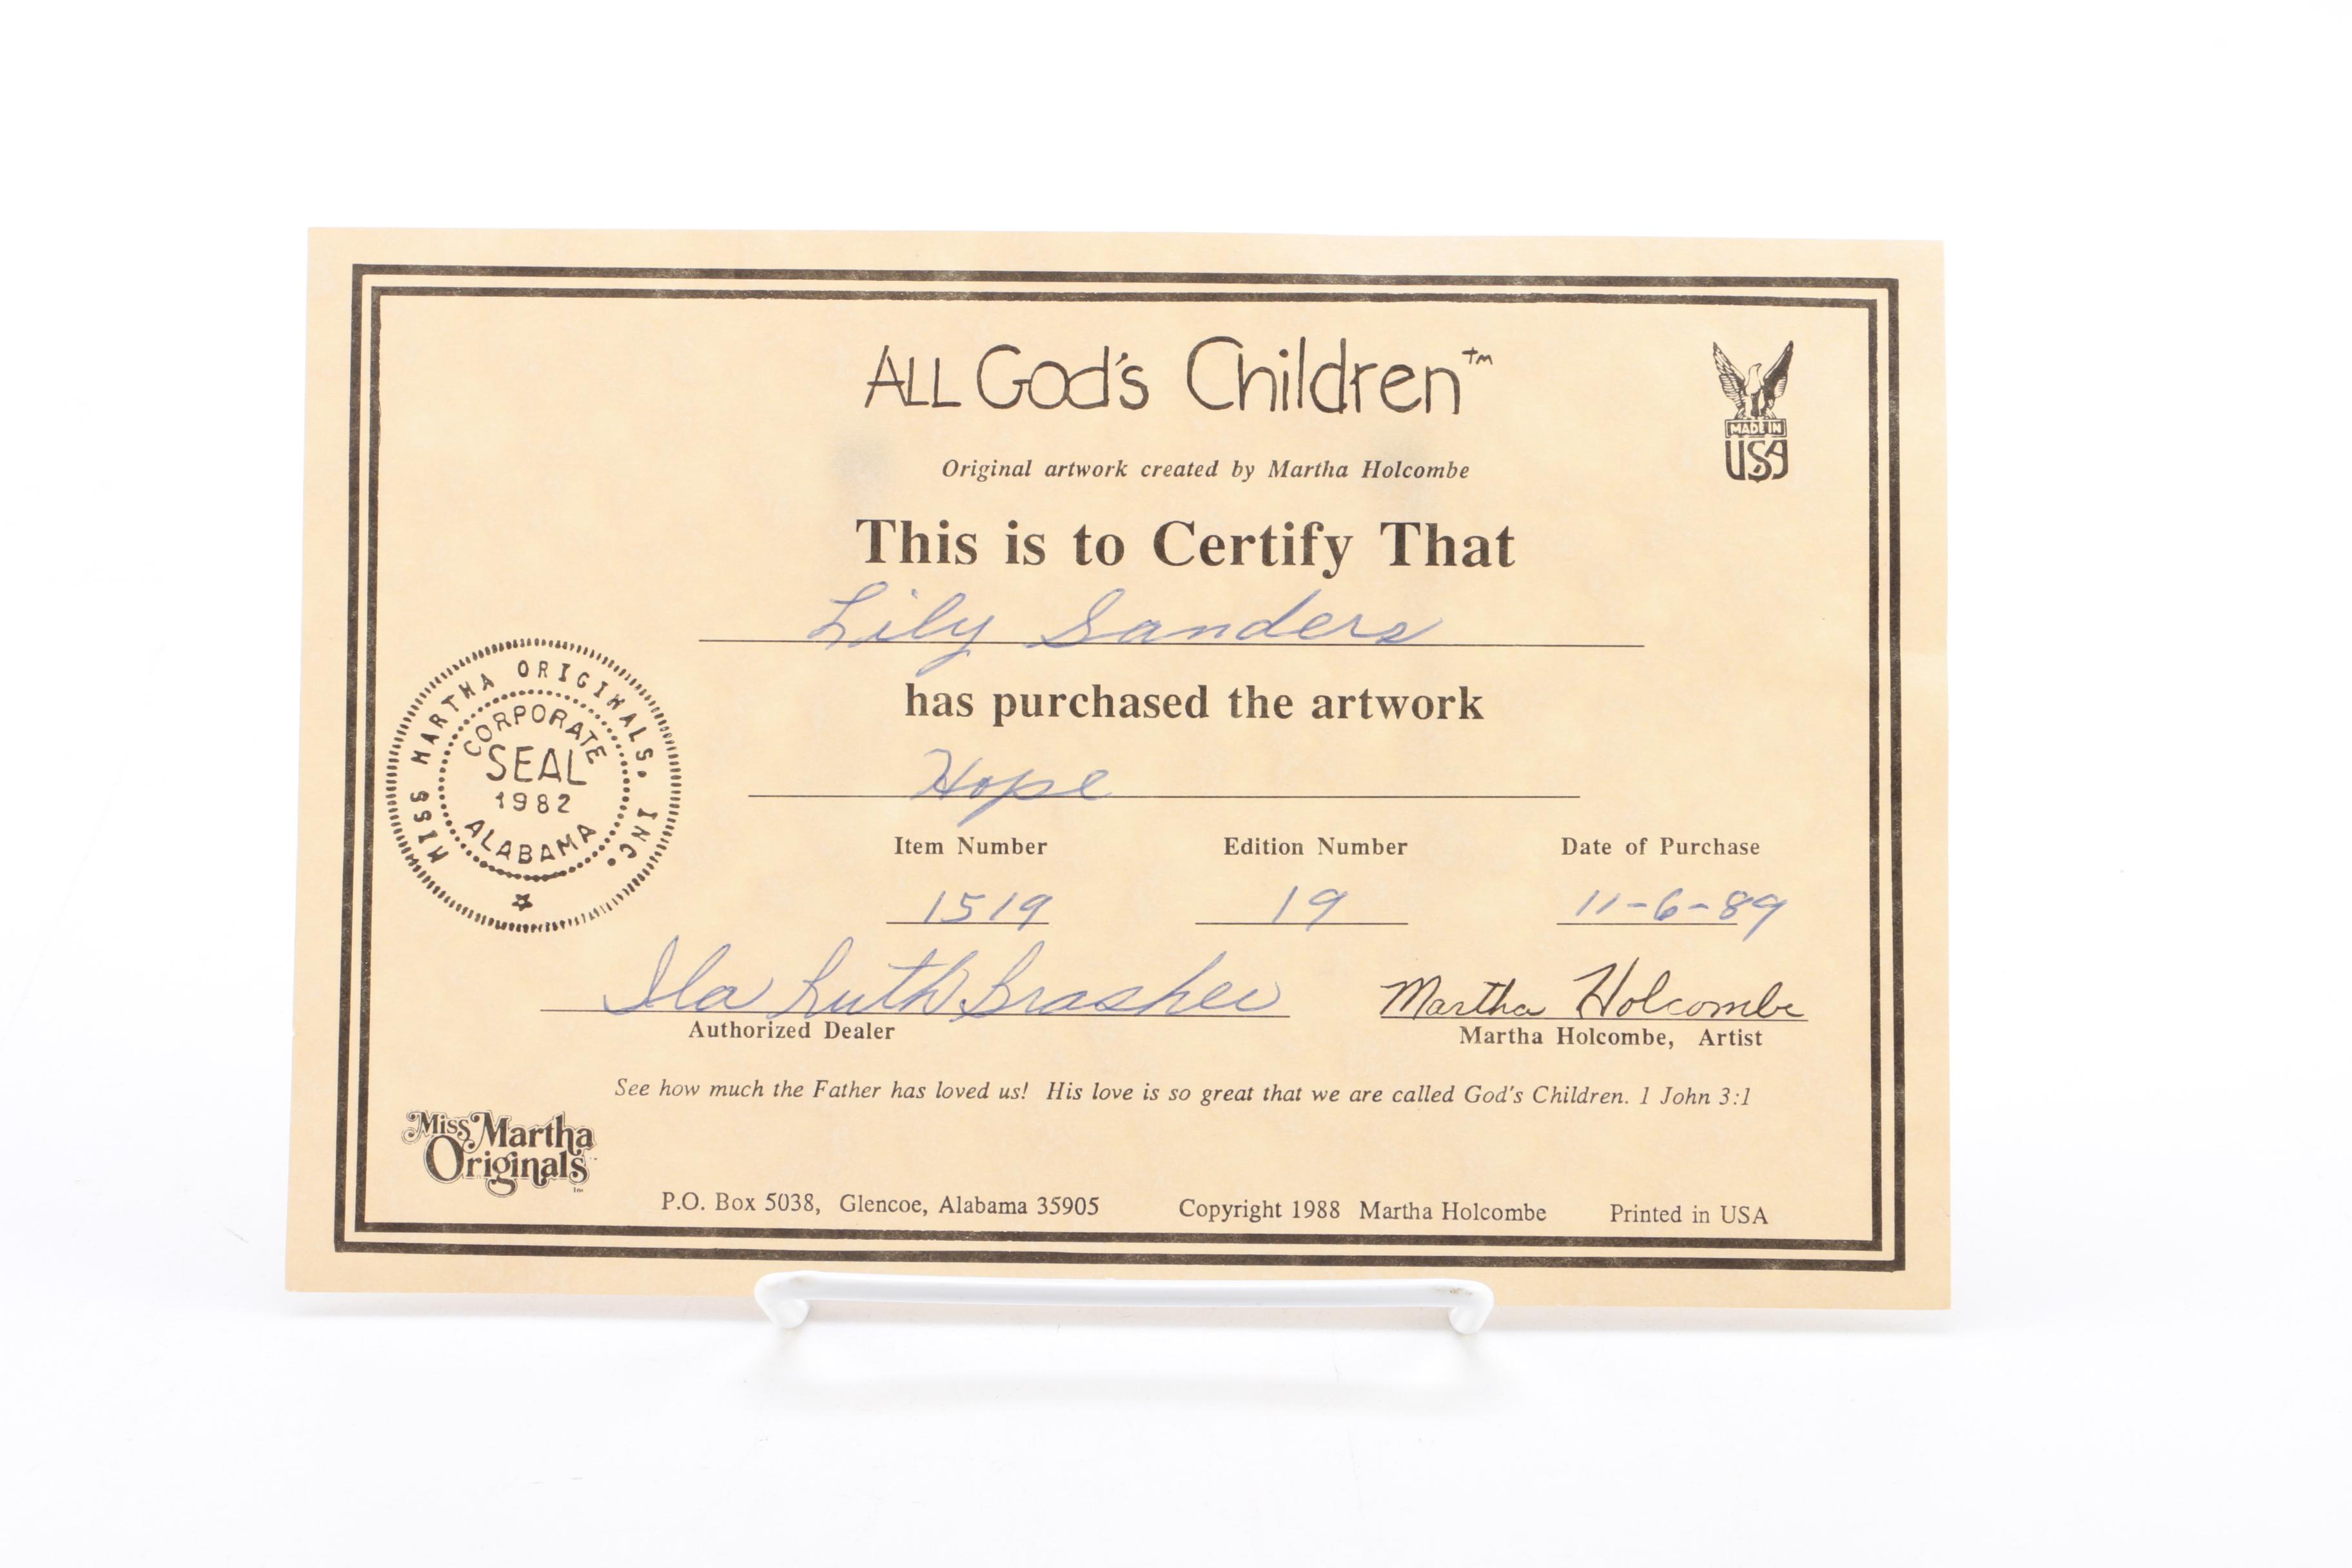 ALL God's Children™
MADE IN
USA
Original artwork created by Martha Holcombe
This is to Certify That
Lily Sanders
has purchased the artwork
Hope
MISS MARTHA ORIGINALS, INC.
CORPORATE
SEAL
1982
ALABAMA
Item Number Edition Number Date of Purchase
1519 19 11-6-89
Ila Ruth Brasher Martha Holcombe
Authorized Dealer Martha Holcombe, Artist
See how much the Father has loved us! His love is so great that we are called God's Children. 1 John 3:1
Miss Martha
Originals
Inc
P.O. Box 5038, Glencoe, Alabama 35905 Copyright 1988 Martha Holcombe Printed in USA